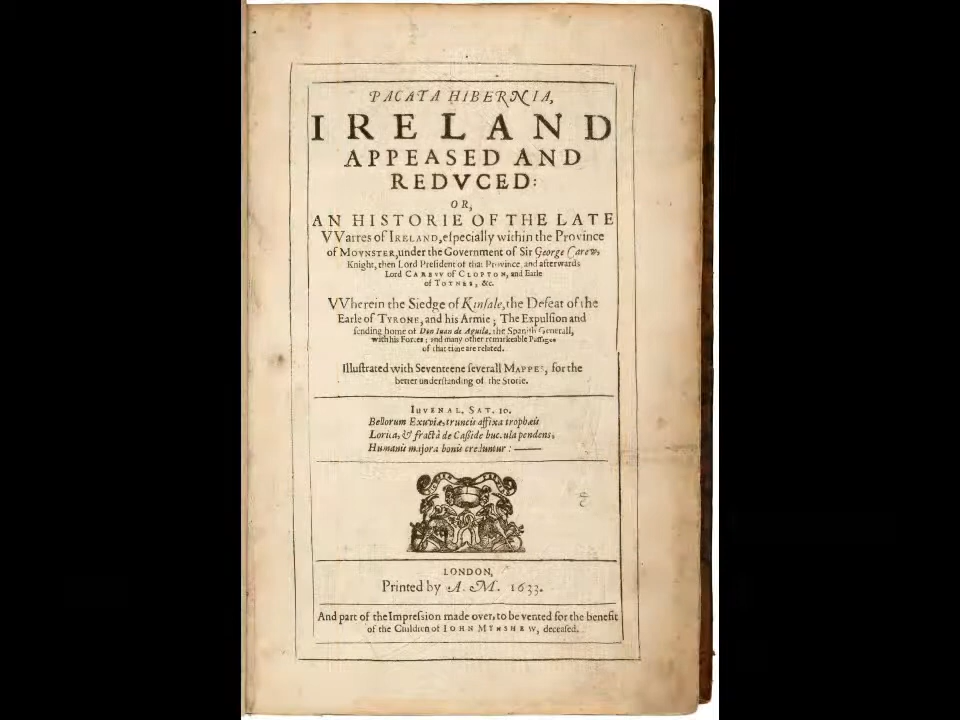 PACATA HIBERNIA,
IRELAND
APPEASED AND
REDVCED:
OR,
AN HISTORIE OF THE LATE
VVarres of IRELAND, eſpecially within the Province
of MOVNSTER, under the Government of Sir George Carew,
Knight, then Lord Preſident of that Province, and afterwards
Lord CAREVV of CLOPTON, and Earle
of TOTNES, &c.
VVherein the Siedge of Kinſale, the Defeat of the
Earle of TYRONE, and his Armie; The Expulſion and
ſending home of Don Iuan de Aguila, the Spaniſh Generall,
with his Forces; and many other remarkeable Paſſages
of that time are related.
Illuſtrated with Seventeene ſeverall MAPPES, for the
better underſtanding of the Storie.
IUVENAL, SAT. 10.
Bellorum Exuviæ, truncis affixa trophæis
Lorica, & fractâ de Caſſide buccula pendens,
Humanis majora bonis creduntur: ——
LONDON,
Printed by A. M. 1633.
And part of the Impreſſion made over, to be vented for the benefit
of the Children of IOHN MYNSHEW, deceased.